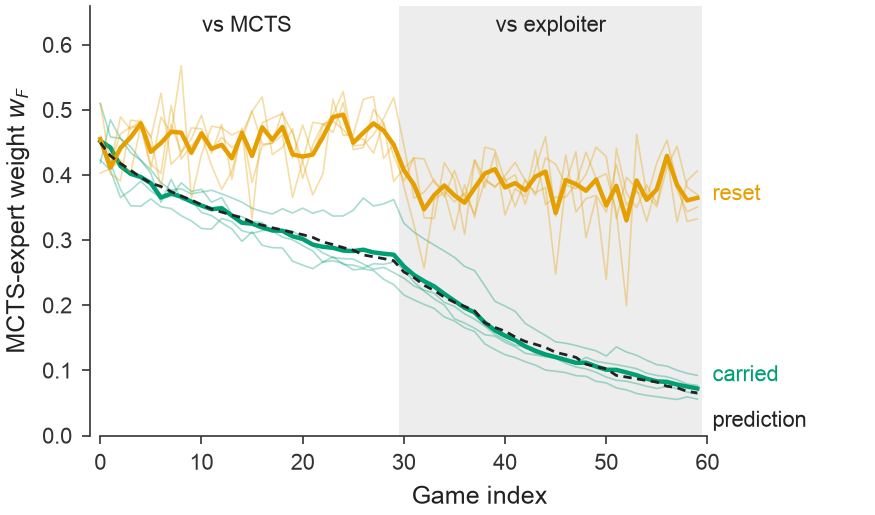 vs MCTS
vs exploiter
MCTS-expert weight w_F
0.6
0.5
0.4
0.3
0.2
0.1
0.0
reset
carried
prediction
0 10 20 30 40 50 60
Game index